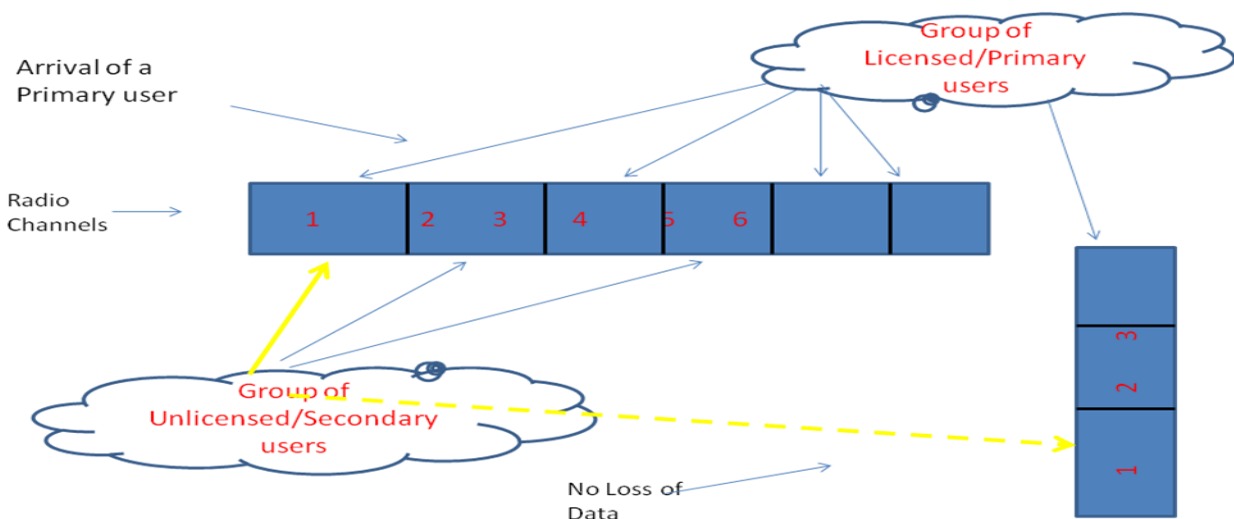 Group of
Licensed/Primary
users
Arrival of a
Primary user
Radio
Channels
1 2 3 4 5 6
3
2
1
Group of
Unlicensed/Secondary
users
No Loss of
Data